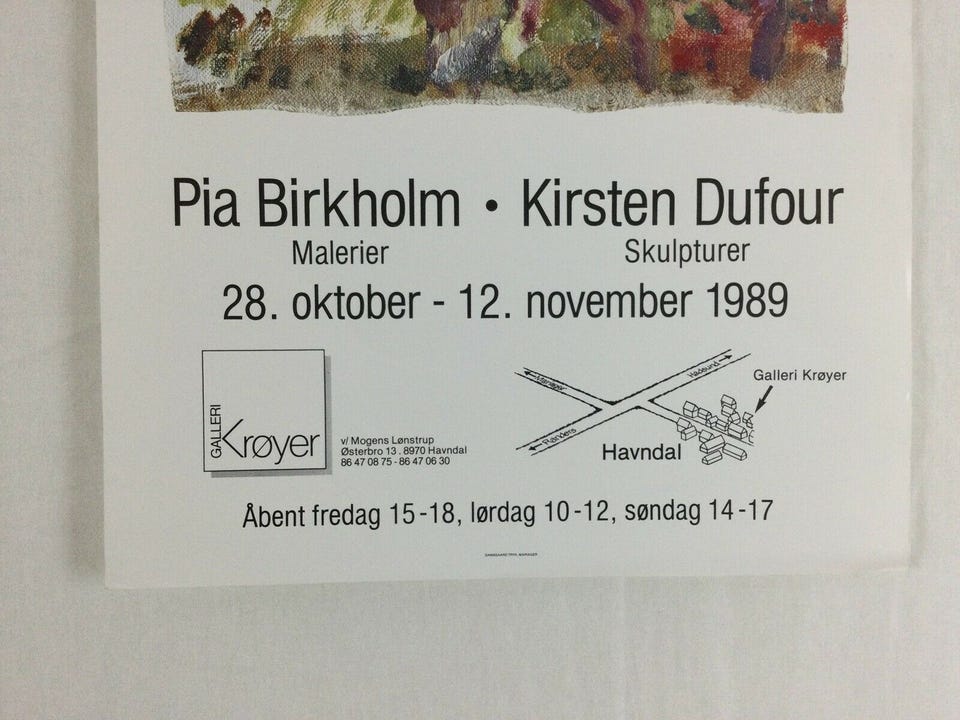 Pia Birkholm • Kirsten Dufour
Malerier Skulpturer
28. oktober - 12. november 1989
GALLERI
Krøyer
v/ Mogens Lønstrup
Østerbro 13 . 8970 Havndal
86 47 08 75 - 86 47 06 30
Mariager
Hadsund
Randers
Galleri Krøyer
Havndal
Åbent fredag 15-18, lørdag 10-12, søndag 14-17